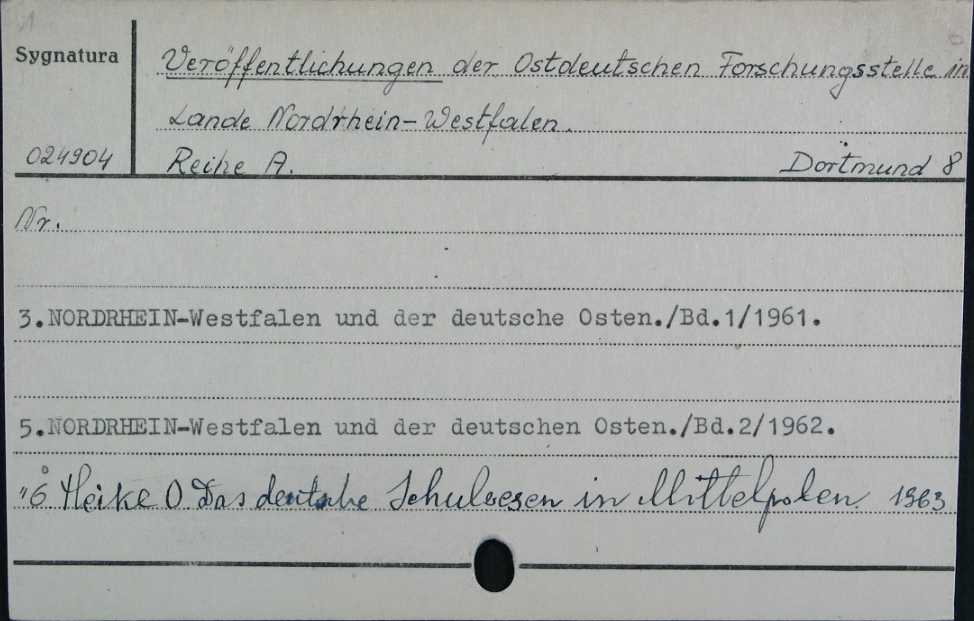 Sygnatura
Veröffentlichungen der Ostdeutschen Forschungsstelle in
Lande Nordrhein-Westfalen.
024904
Reihe A.
Dortmund 8
Nr.
3.NORDRHEIN-Westfalen und der deutsche Osten./Bd.1/1961.
5.NORDRHEIN-Westfalen und der deutschen Osten./Bd.2/1962.
"6 Heike O Das deutsche Schulwesen in Mittelpolen. 1963